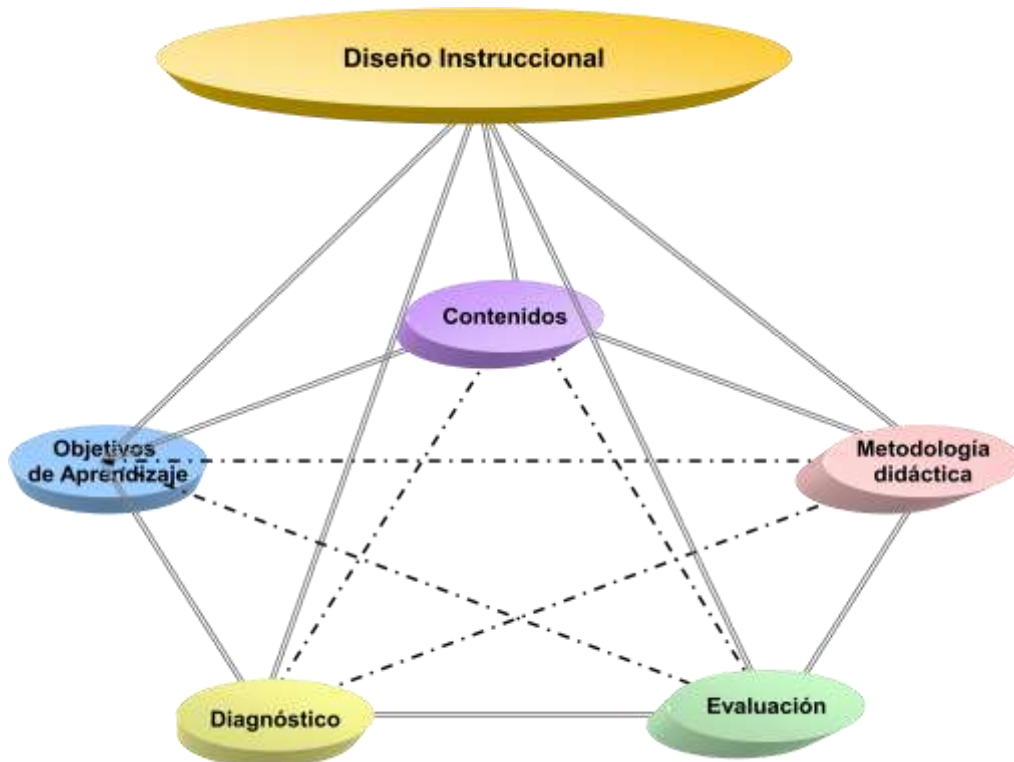 Diseño Instruccional
Contenidos
Objetivos
de Aprendizaje
Metodología
didáctica
Diagnóstico
Evaluación